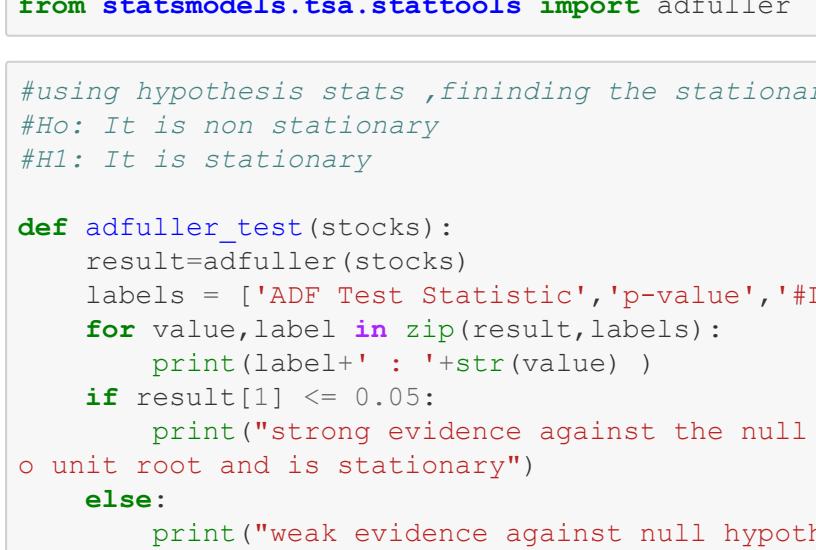 from statsmodels.tsa.stattools import adfuller
#using hypothesis stats ,fininding the
#Ho: It is non stationary
#H1: It is stationary
def adfuller_test(stocks):
    result=adfuller(stocks)
    labels = ['ADF Test Statistic','p-value',
    for value,label in zip(result,labels):
        print(label+' : '+str(value) )
    if result[1] <= 0.05:
        print("strong evidence against the null
o unit root and is stationary")
    else:
        print("weak evidence against null